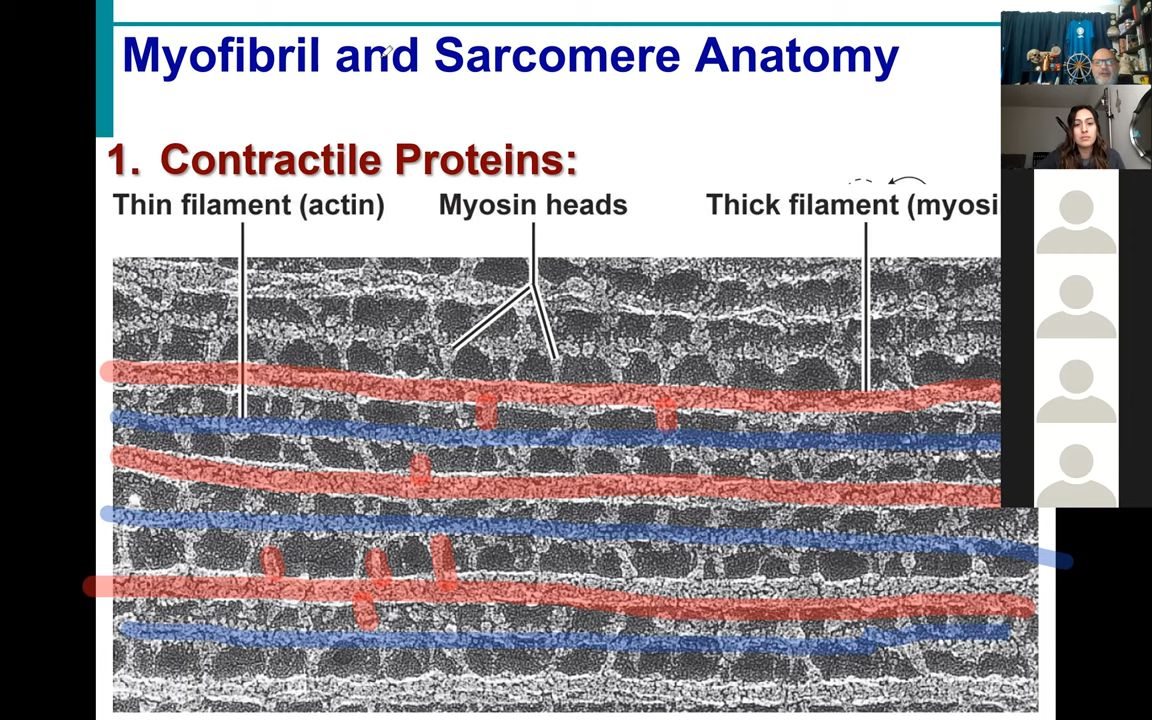 Myofibril and Sarcomere Anatomy
1. Contractile Proteins:
Thin filament (actin) Myosin heads Thick filament (myosi